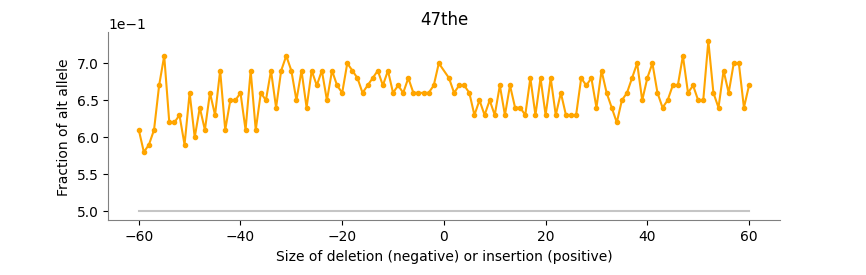 47the
1e−1
7.0
6.5
6.0
5.5
5.0
Fraction of alt allele
−60 −40 −20 0 20 40 60
Size of deletion (negative) or insertion (positive)